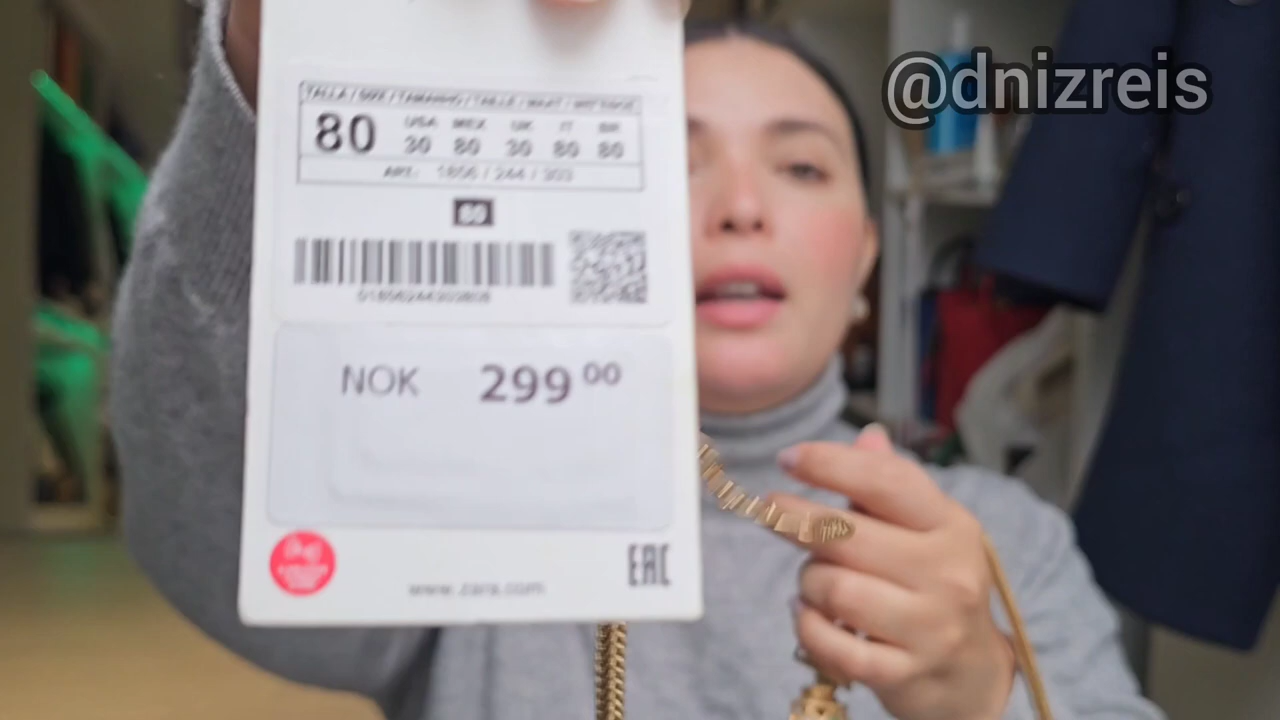 @dnizreis
TALLA / SIZE / TAMANHO / TAILLE / MAAT /
80 USA 30 MEX 80 UK 30 IT 80 BR 80
ART. 1856 / 244 / 303
80
01856244303808
NOK 299 00
www.zara.com
EAC